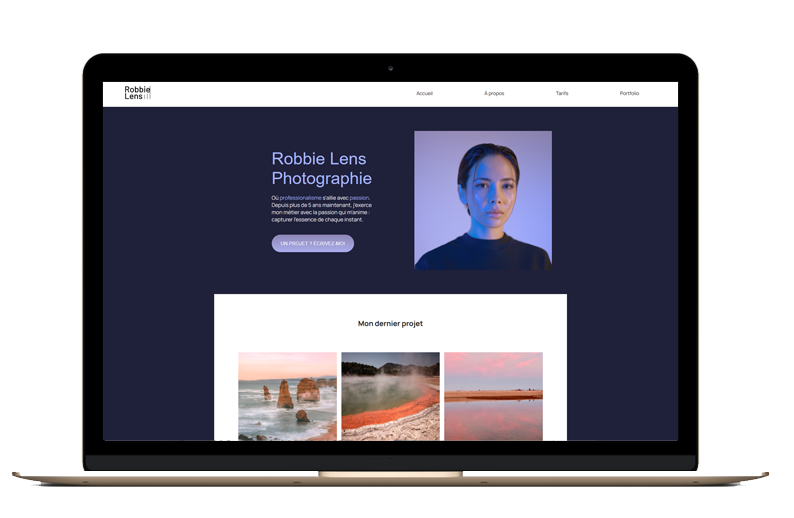 Robbie
Lens
Accueil
À propos
Tarifs
Portfolio
Robbie Lens
Photographie
Où professionalisme s'allie avec passion.
Depuis plus de 5 ans maintenant, j'exerce
mon métier avec la passion qui m'anime :
capturer l'essence de chaque instant.
UN PROJET ? ÉCRIVEZ-MOI
Mon dernier projet